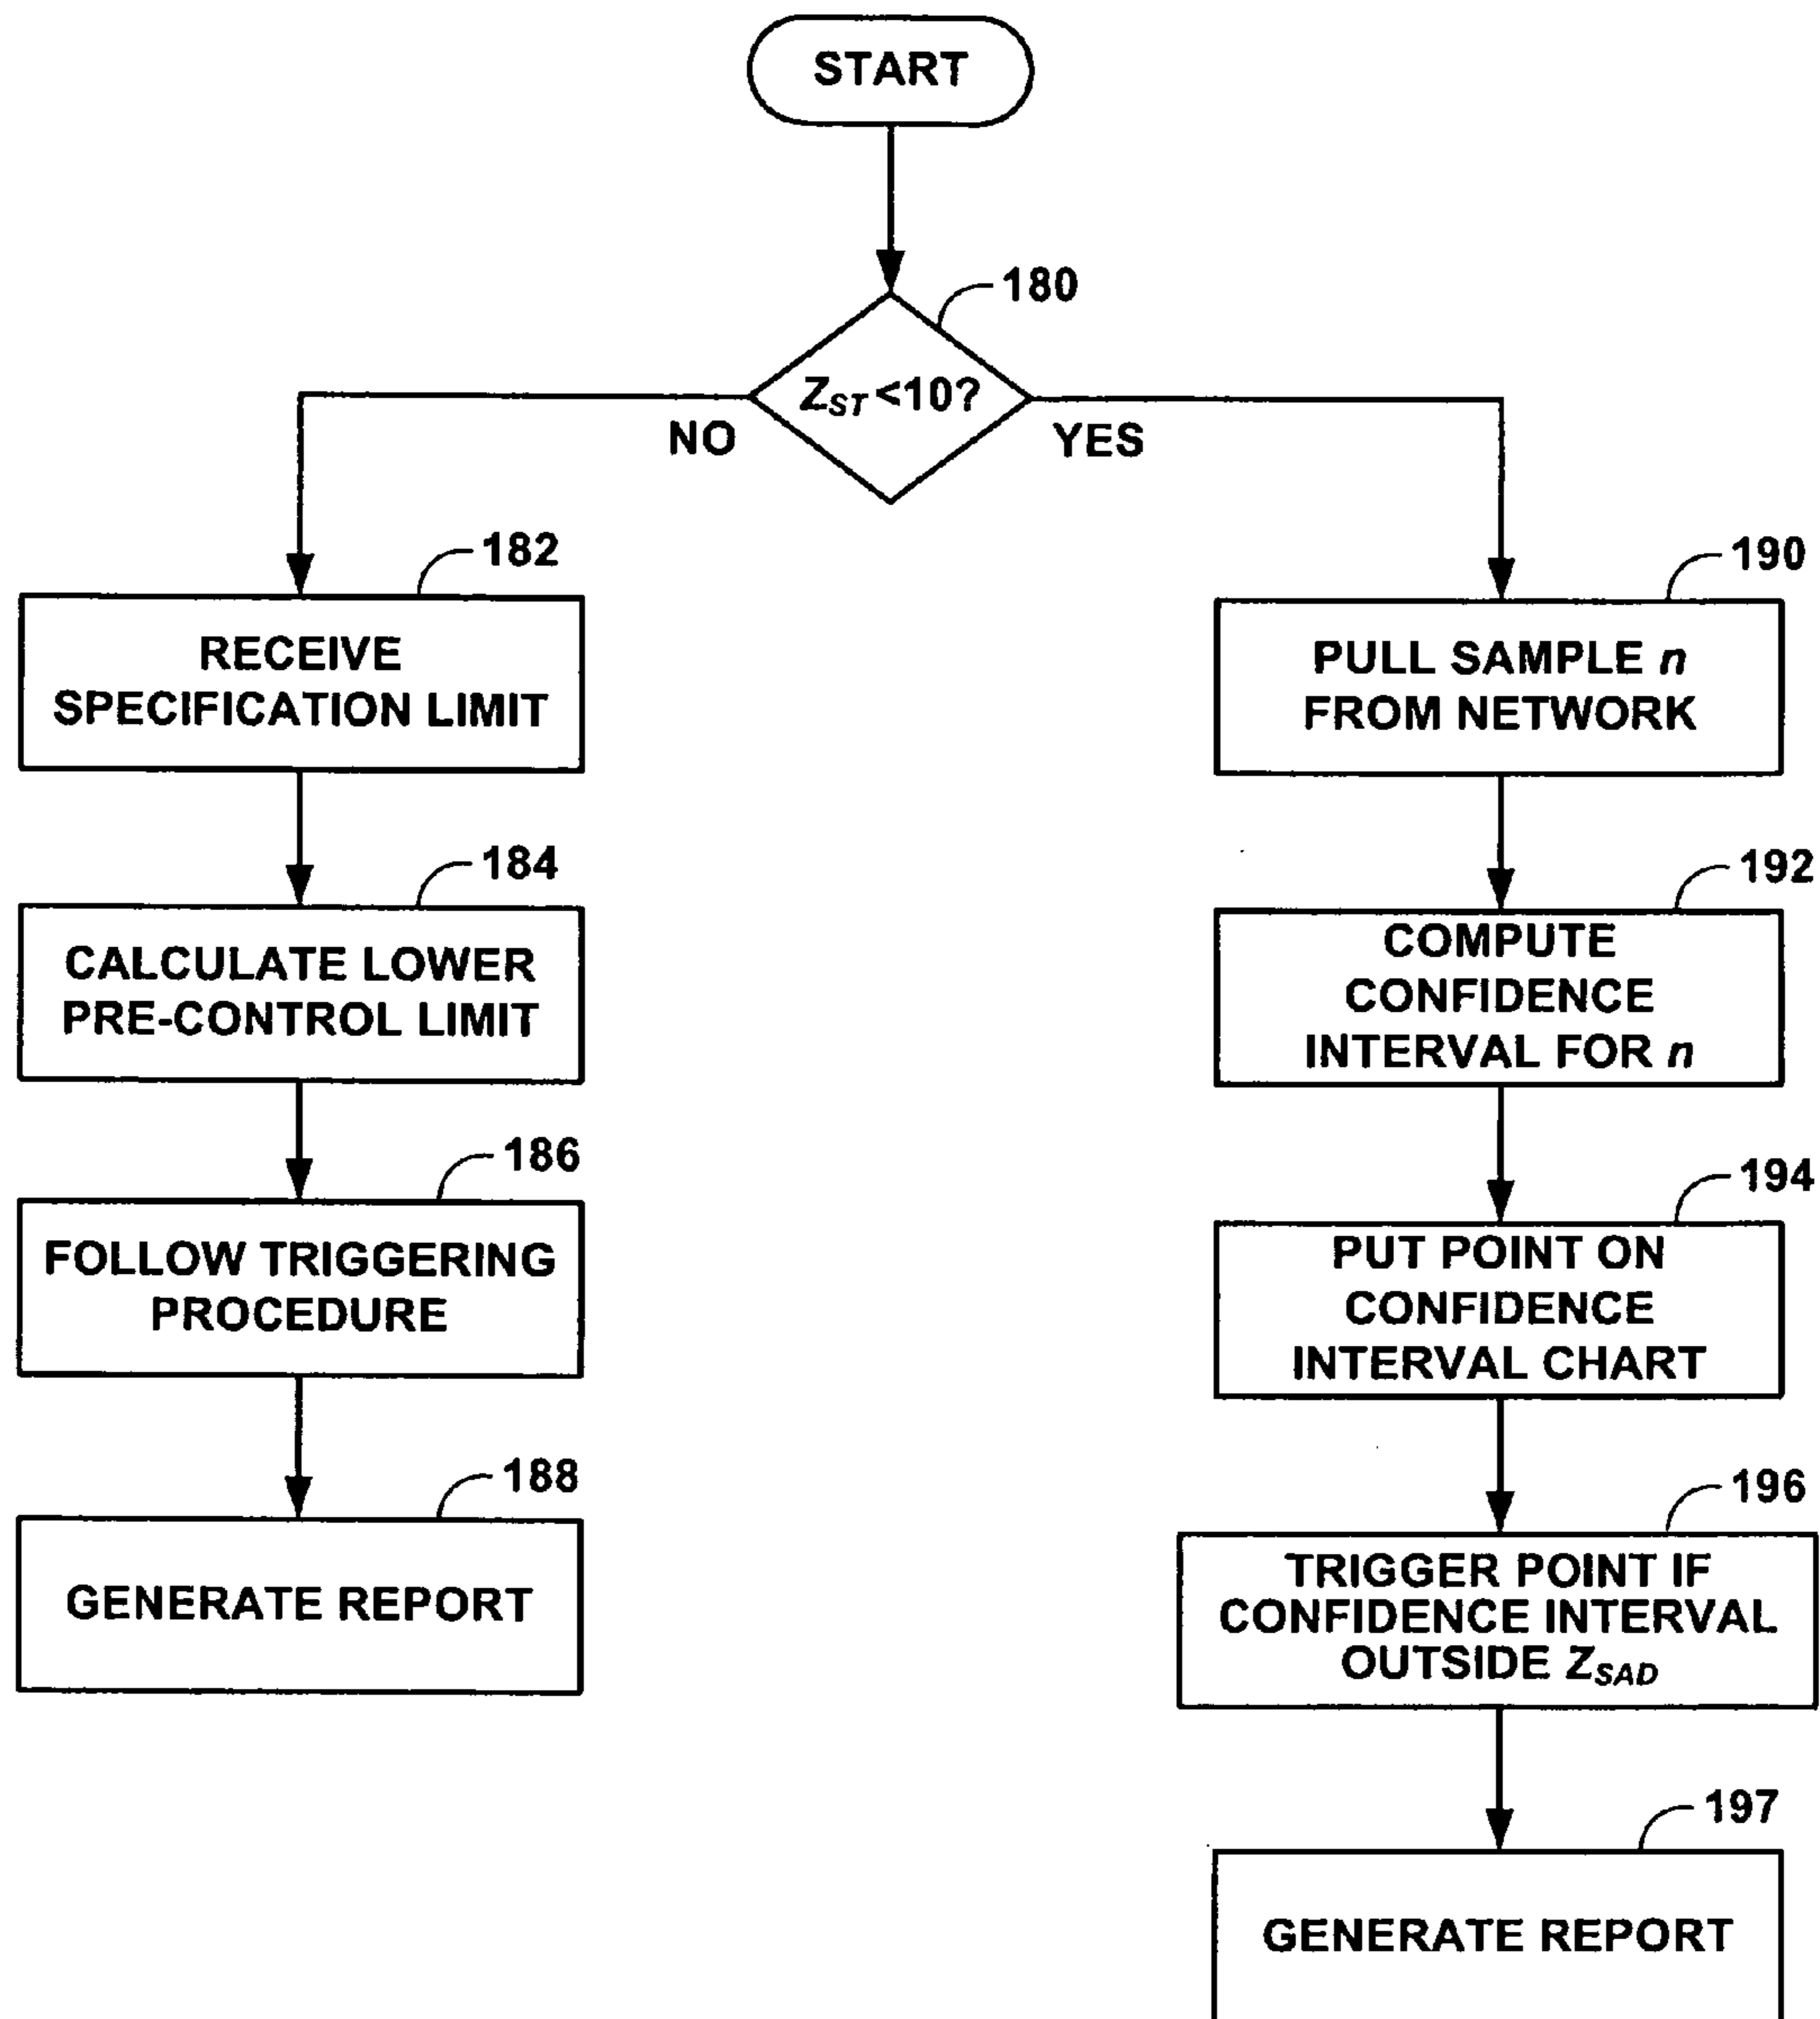 START
180
Z_ST <10?
NO
YES
182
RECEIVE
SPECIFICATION LIMIT
184
CALCULATE LOWER
PRE-CONTROL LIMIT
186
FOLLOW TRIGGERING
PROCEDURE
188
GENERATE REPORT
190
PULL SAMPLE n
FROM NETWORK
192
COMPUTE
CONFIDENCE
INTERVAL FOR n
194
PUT POINT ON
CONFIDENCE
INTERVAL CHART
196
TRIGGER POINT IF
CONFIDENCE INTERVAL
OUTSIDE Z_SAD
197
GENERATE REPORT